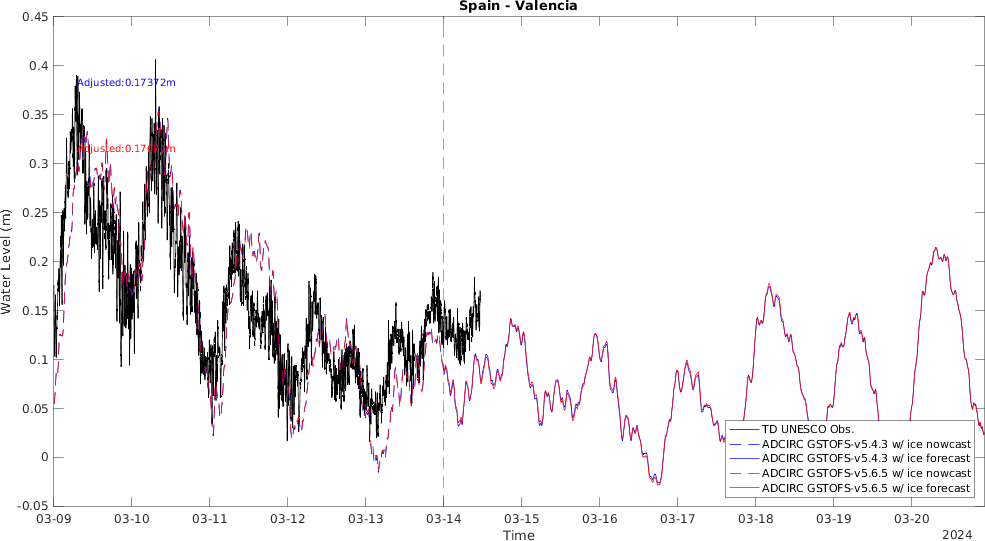 Spain - Valencia
0.45
0.4
0.35
0.3
0.25
0.2
0.15
0.1
0.05
0
-0.05
Water Level (m)
Adjusted:0.17372m
TD UNESCO Obs.
ADCIRC GSTOFS-v5.4.3 w/ ice nowcast
ADCIRC GSTOFS-v5.4.3 w/ ice forecast
ADCIRC GSTOFS-v5.6.5 w/ ice nowcast
ADCIRC GSTOFS-v5.6.5 w/ ice forecast
03-09 03-10 03-11 03-12 03-13 03-14 03-15 03-16 03-17 03-18 03-19 03-20
Time
2024